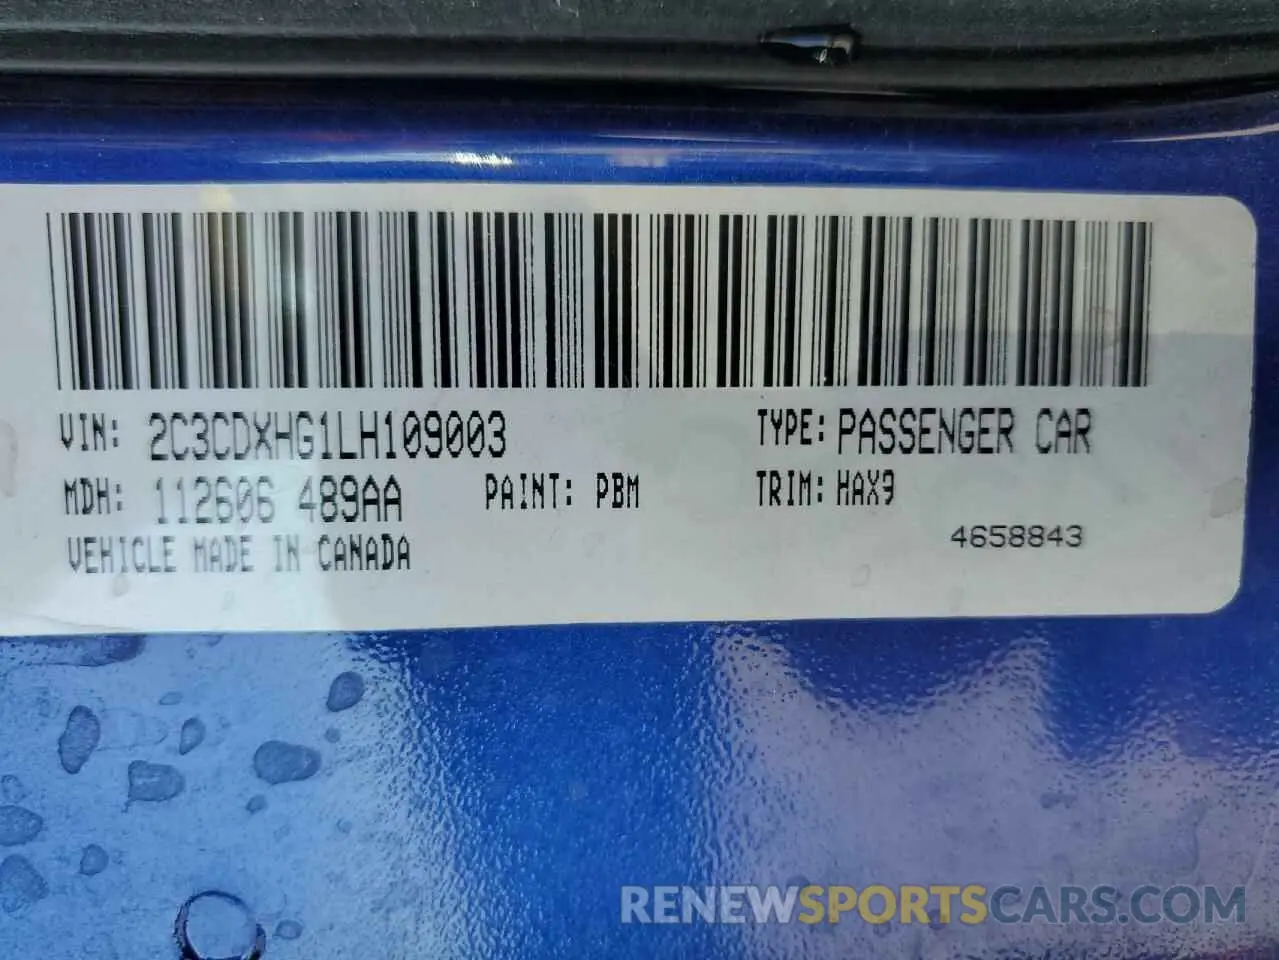 VIN: 2C3CDXHG1LH109003 TYPE: PASSENGER CAR
MDH: 112606 489AA PAINT: PBM TRIM: HAX9
VEHICLE MADE IN CANADA 4658843
RENEWSPORTSCARS.COM